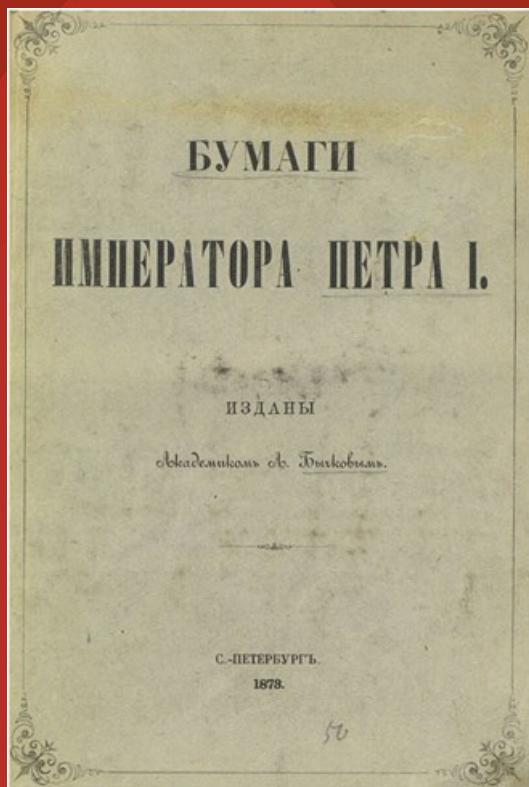 БУМАГИ
ИМПЕРАТОРА ПЕТРА I.
ИЗДАНЫ
Академикомъ А. Бычковымъ.
С.-ПЕТЕРБУРГЪ.
1873.
50